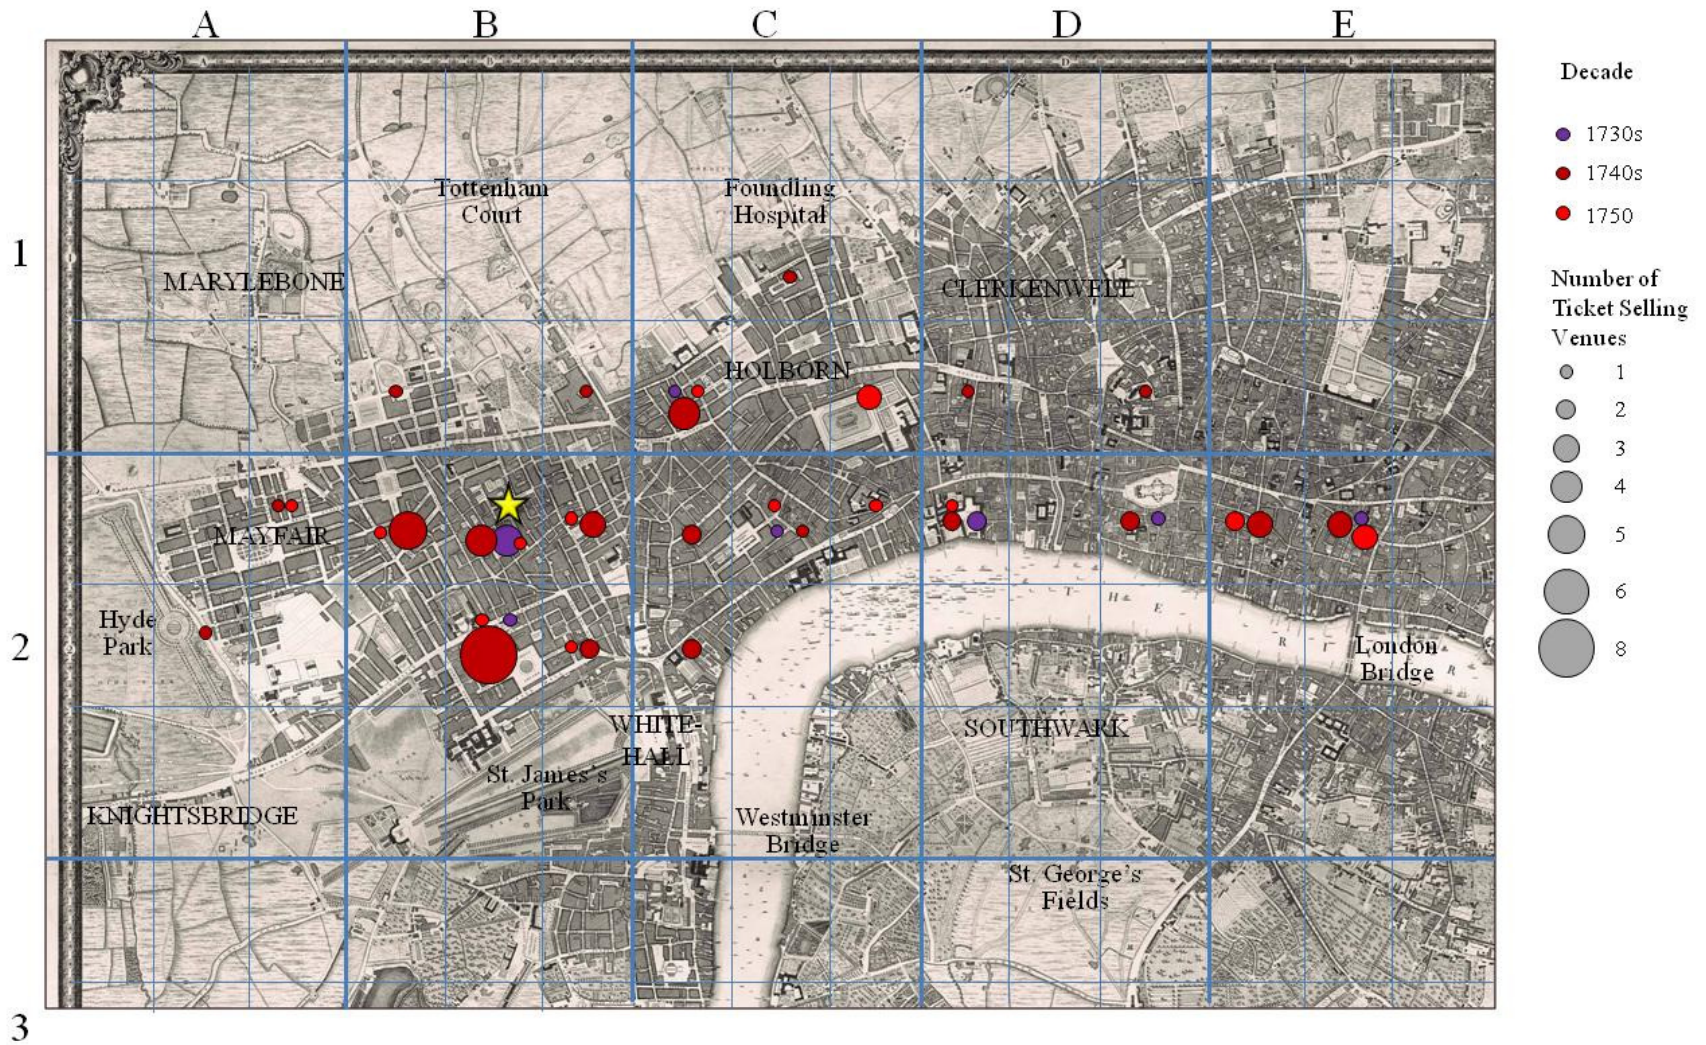 A B C D E
Decade
1730s
1740s
1750
Number of
Ticket Selling
Venues
1
2
3
4
5
6
8
1
2
3
Tottenham
Court
Foundling
Hospital
MARYLEBONE
CLERKENWELL
HOLBORN
MAYFAIR
Hyde
Park
London
Bridge
WHITE-
HALL
SOUTHWARK
St. James's
Park
KNIGHTSBRIDGE
Westminster
Bridge
St. George's
Fields
T H E
R I E R